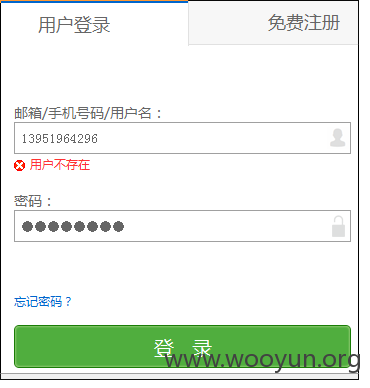 用户登录 免费注册
邮箱/手机号码/用户名：
13951964296
用户不存在
密码：
忘记密码？
登 录
www.wooyun.org